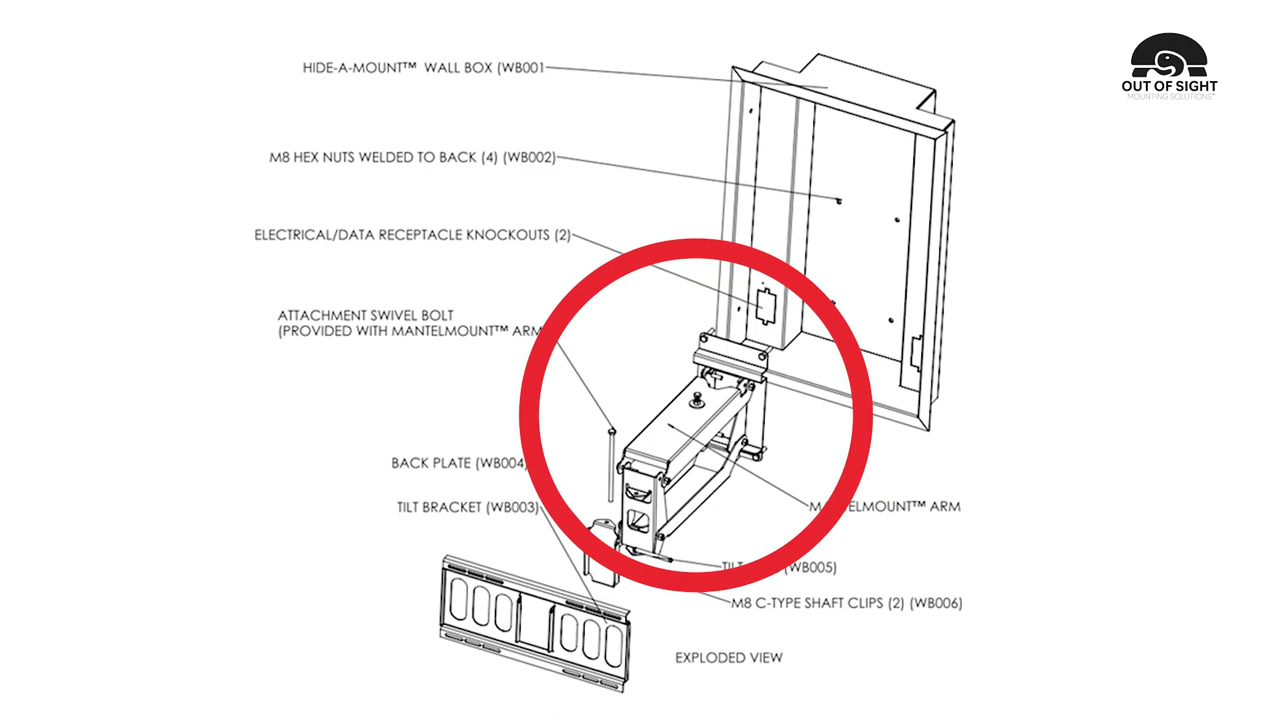 HIDE-A-MOUNT™ WALL BOX (WB001
OUT OF SIGHT
MOUNTING SOLUTIONS™
M8 HEX NUTS WELDED TO BACK (4) (WB002)
ELECTRICAL/DATA RECEPTACLE KNOCKOUTS (2)
ATTACHMENT SWIVEL BOLT
(PROVIDED WITH MANTELMOUNT™ ARM
BACK PLATE (WB004)
TILT BRACKET (WB003)
ARM
(WB005)
M8 C-TYPE SHAFT CLIPS (2) (WB006)
EXPLODED VIEW